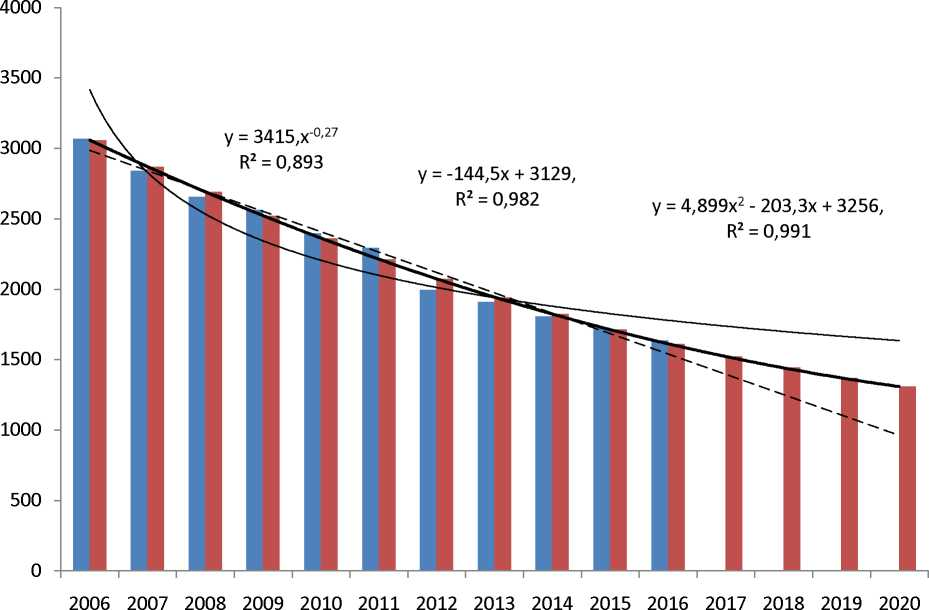 4000
3500
3000
2500
2000
1500
1000
500
0
y = 3415,x⁻⁰,²⁷
R² = 0,893
y = -144,5x + 3129,
R² = 0,982
y = 4,899x² - 203,3x + 3256,
R² = 0,991
2006 2007 2008 2009 2010 2011 2012 2013 2014 2015 2016 2017 2018 2019 2020